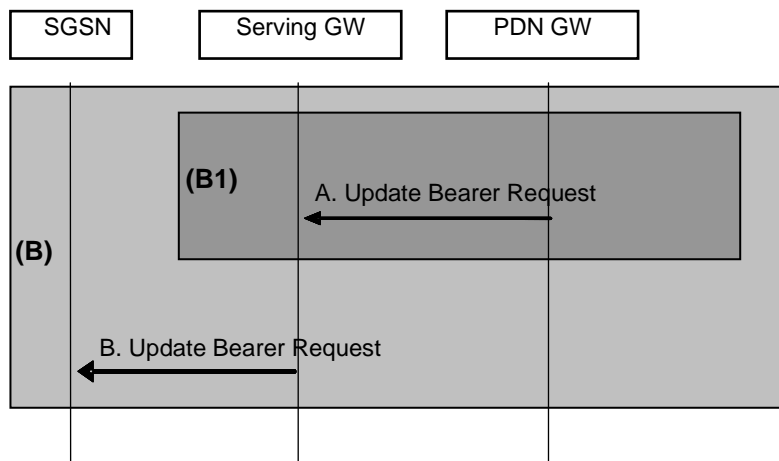 SGSN
Serving GW
PDN GW
(B1)
A. Update Bearer Request
(B)
B. Update Bearer Request